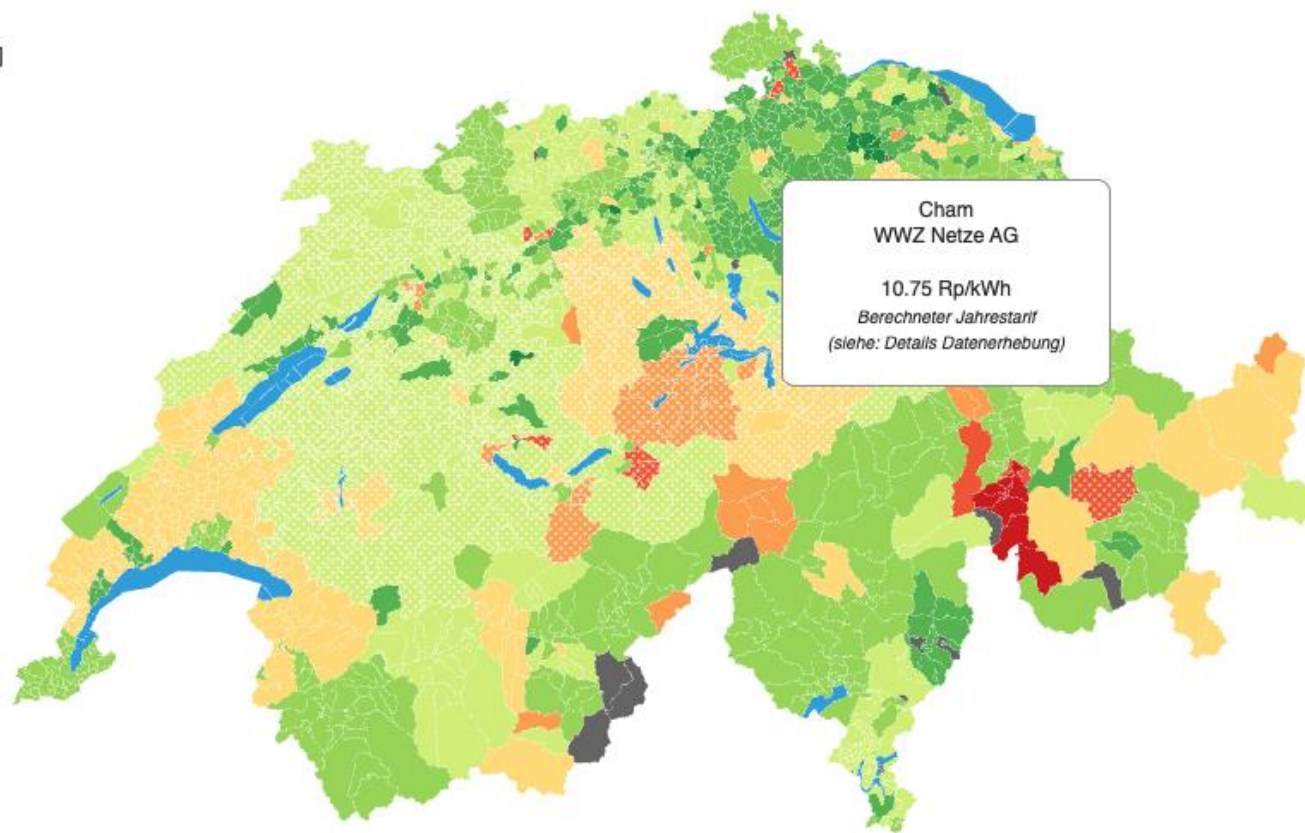 Cham
WWZ Netze AG
10.75 Rp/kWh
Berechneter Jahrestarif
(siehe: Details Datenerhebung)